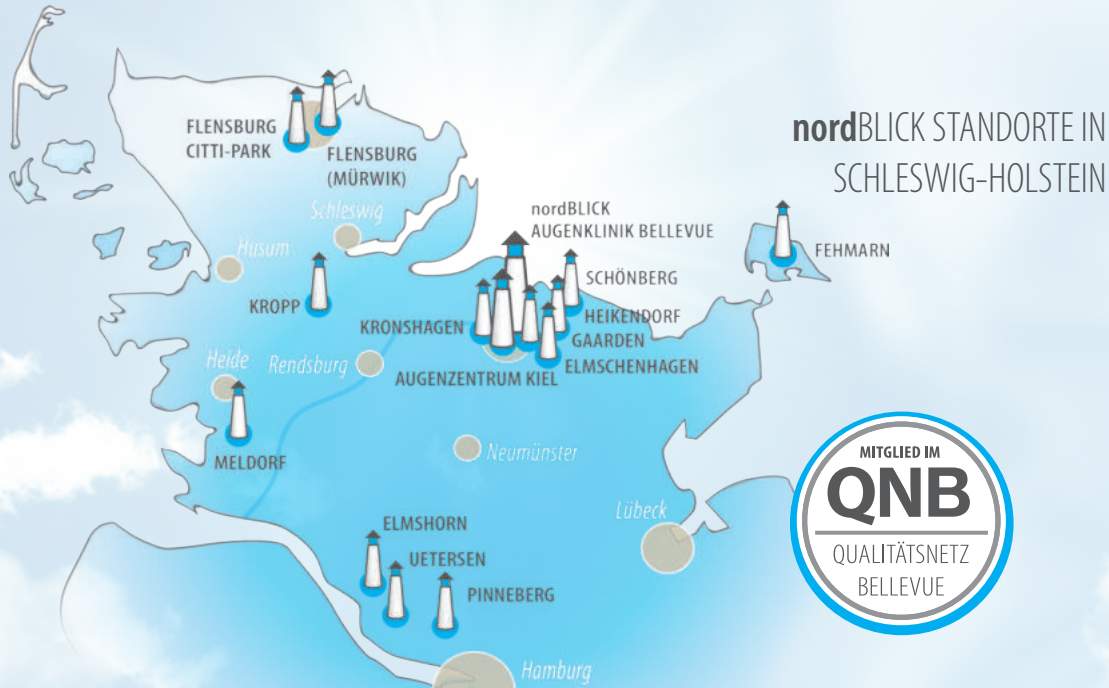 nordBLICK STANDORTE IN
SCHLESWIG-HOLSTEIN
FLENSBURG
CITTI-PARK
FLENSBURG
(MÜRWIK)
Schleswig
Husum
KROPP
nordBLICK
AUGENKLINIK BELLEVUE
SCHÖNBERG
FEHMARN
HEIKENDORF
KRONSHAGEN
GAARDEN
ELMSCHENHAGEN
AUGENZENTRUM KIEL
Heide
Rendsburg
MELDORF
Neumünster
Lübeck
ELMSHORN
UETERSEN
PINNEBERG
Hamburg
MITGLIED IM
QNB
QUALITÄTSNETZ
BELLEVUE